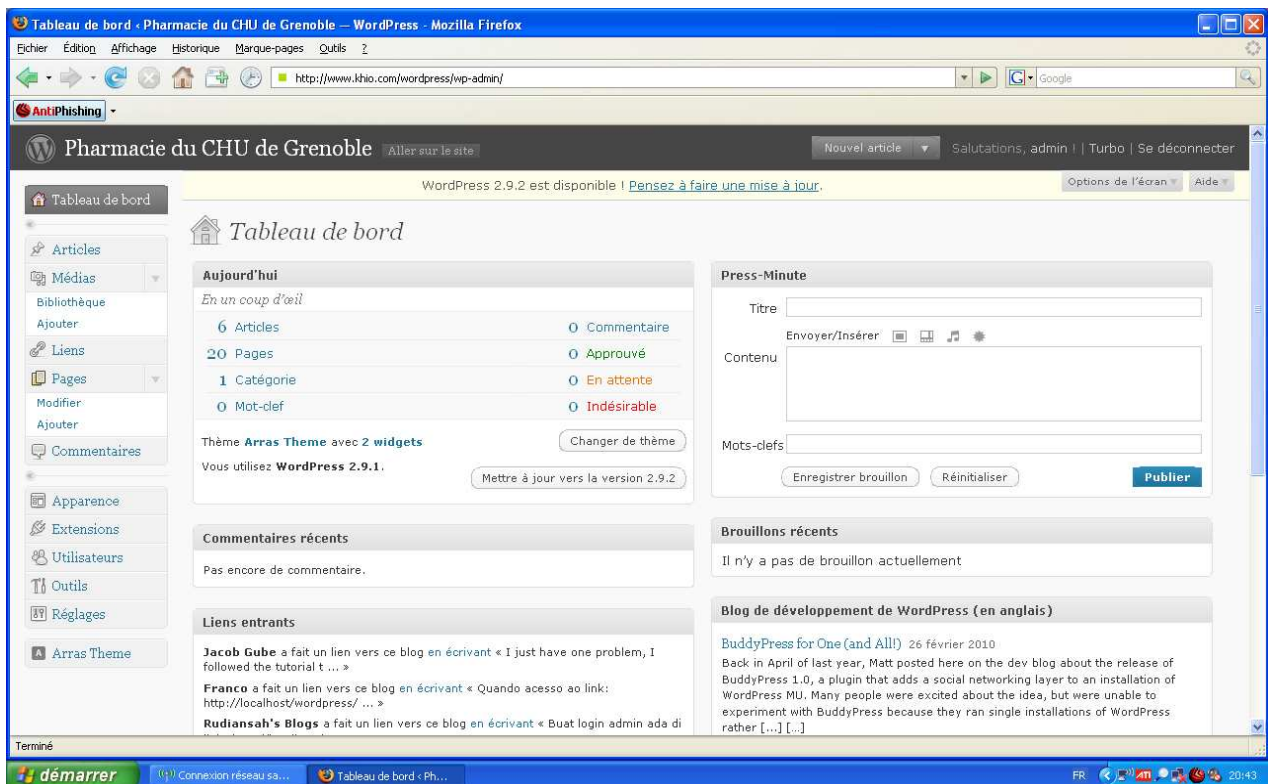 Tableau de bord ‹ Pharmacie du CHU de Grenoble — WordPress - Mozilla Firefox
Fichier Édition Affichage Historique Marque-pages Outils ?
http://www.khio.com/wordpress/wp-admin/
G Google
AntiPhishing
Pharmacie du CHU de Grenoble Aller sur le site
Nouvel article Salutations, admin ! | Turbo | Se déconnecter
WordPress 2.9.2 est disponible ! Pensez à faire une mise à jour.
Options de l'écran Aide
Tableau de bord
Articles
Médias
Bibliothèque
Ajouter
Liens
Pages
Modifier
Ajouter
Commentaires
Apparence
Extensions
Utilisateurs
Outils
Réglages
Arras Theme
Tableau de bord
Aujourd'hui
En un coup d'œil
6 Articles 0 Commentaire
20 Pages 0 Approuvé
1 Catégorie 0 En attente
0 Mot-clef 0 Indésirable
Thème Arras Theme avec 2 widgets
Changer de thème
Vous utilisez WordPress 2.9.1.
Mettre à jour vers la version 2.9.2
Commentaires récents
Pas encore de commentaire.
Liens entrants
Jacob Gube a fait un lien vers ce blog en écrivant « I just have one problem, I
followed the tutorial t ... »
Franco a fait un lien vers ce blog en écrivant « Quando acesso ao link:
http://localhost/wordpress/ ... »
Rudiansah's Blogs a fait un lien vers ce blog en écrivant « Buat login admin ada di
Press-Minute
Titre
Envoyer/Insérer
Contenu
Mots-clefs
Enregistrer brouillon Réinitialiser Publier
Brouillons récents
Il n'y a pas de brouillon actuellement
Blog de développement de WordPress (en anglais)
BuddyPress for One (and All!) 26 février 2010
Back in April of last year, Matt posted here on the dev blog about the release of
BuddyPress 1.0, a plugin that adds a social networking layer to an installation of
WordPress MU. Many people were excited about the idea, but were unable to
experiment with BuddyPress because they ran single installations of WordPress
rather [...] [...]
Terminé
démarrer
Connexion réseau sa...
Tableau de bord ‹ Ph...
FR
20:43